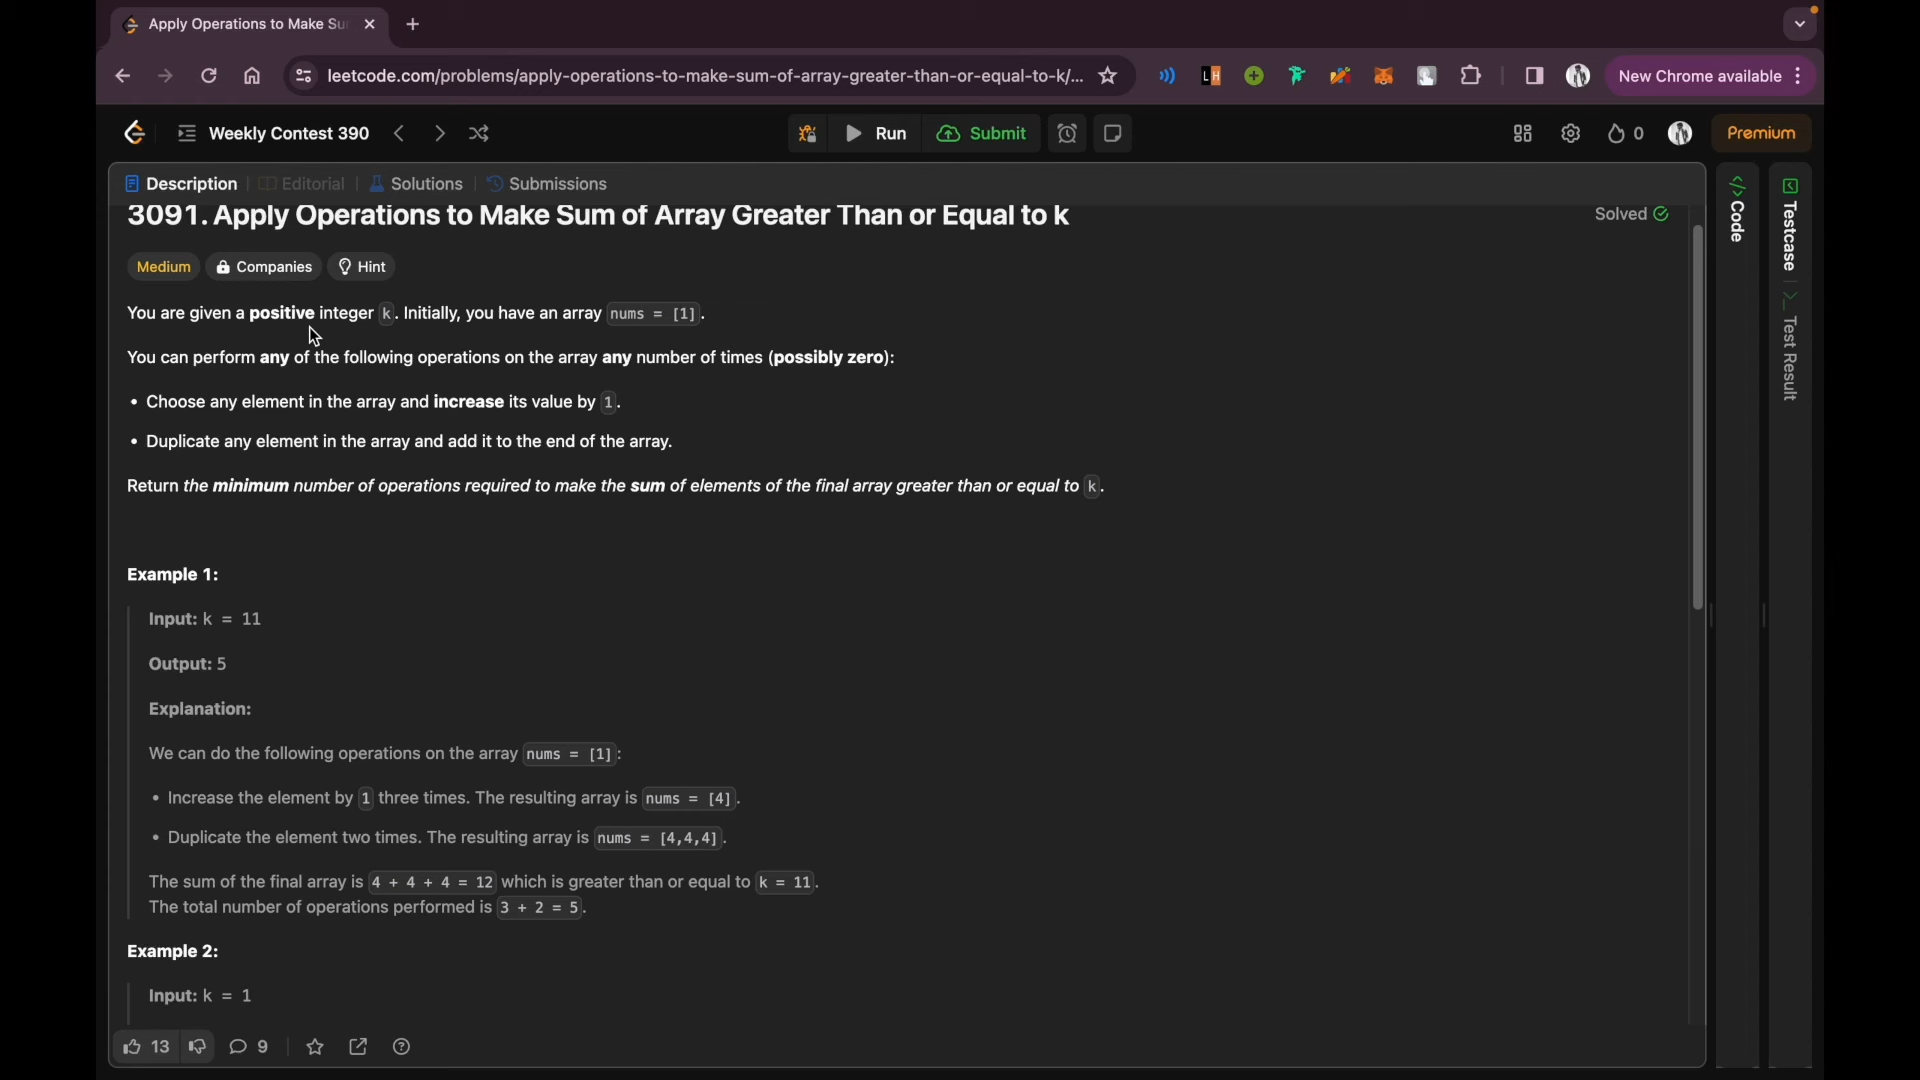 Apply Operations to Make Su
leetcode.com/problems/apply-operations-to-make-sum-of-array-greater-than-or-equal-to-k/...
LH
New Chrome available
Weekly Contest 390
Run
Submit
0
Premium
Description
Editorial
Solutions
Submissions
3091. Apply Operations to Make Sum of Array Greater Than or Equal to k
Solved
Medium
Companies
Hint
You are given a positive integer k. Initially, you have an array nums = [1].
You can perform any of the following operations on the array any number of times (possibly zero):
• Choose any element in the array and increase its value by 1.
• Duplicate any element in the array and add it to the end of the array.
Return the minimum number of operations required to make the sum of elements of the final array greater than or equal to k.
Example 1:
Input: k = 11
Output: 5
Explanation:
We can do the following operations on the array nums = [1]:
• Increase the element by 1 three times. The resulting array is nums = [4].
• Duplicate the element two times. The resulting array is nums = [4,4,4].
The sum of the final array is 4 + 4 + 4 = 12 which is greater than or equal to k = 11.
The total number of operations performed is 3 + 2 = 5.
Example 2:
Input: k = 1
13
9
Code
Testcase
Test Result